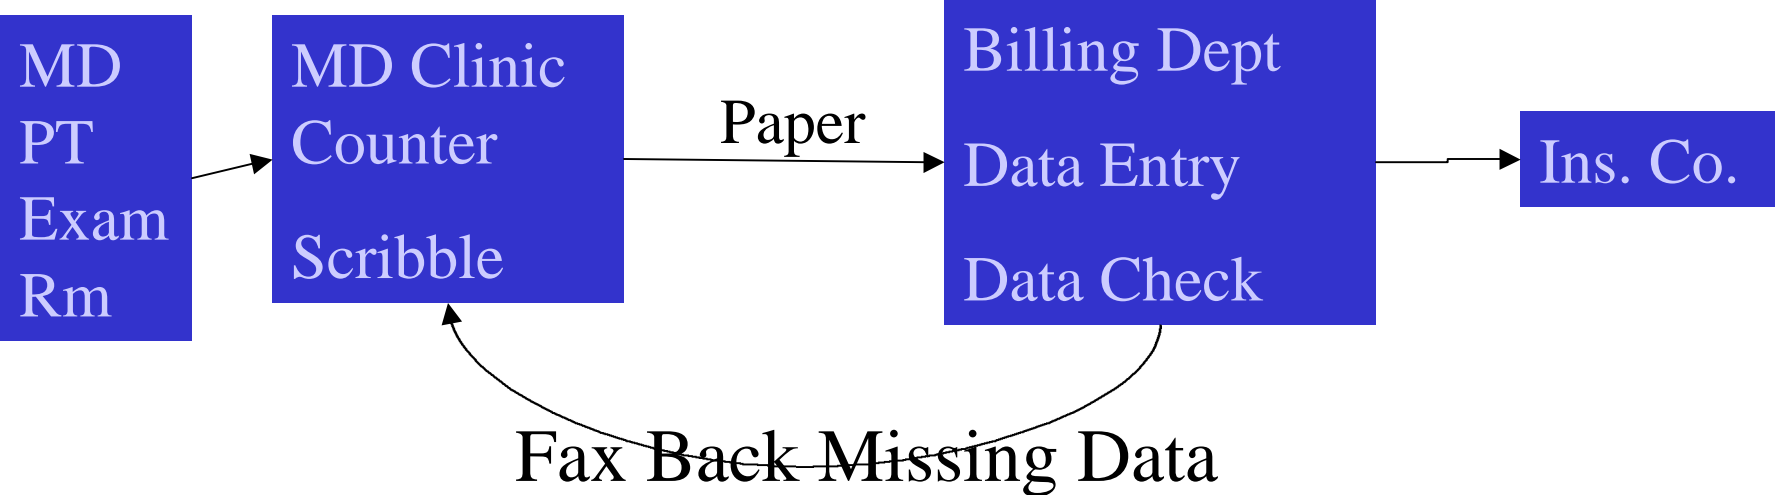 MD
PT
Exam
Rm
MD Clinic
Counter
Scribble
Paper
Billing Dept
Data Entry
Data Check
Ins. Co.
Fax Back Missing Data